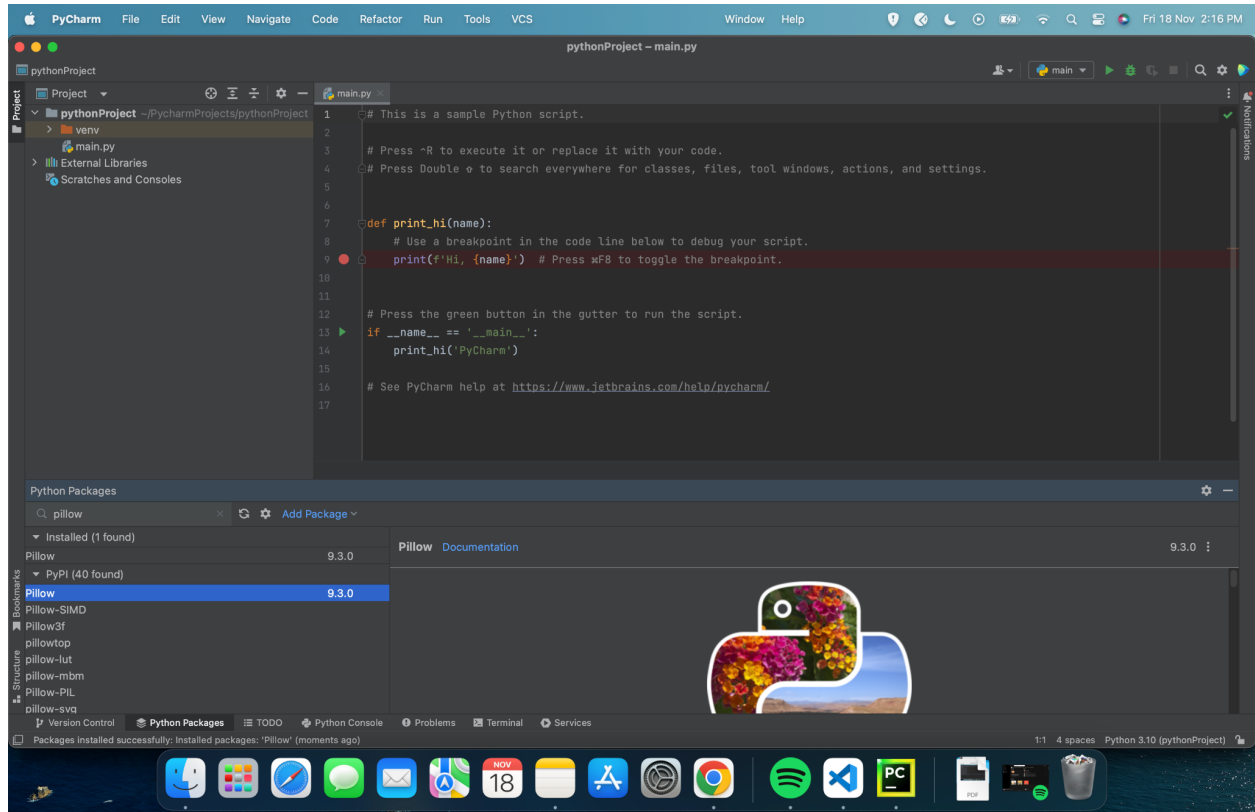 PyCharm File Edit View Navigate Code Refactor Run Tools VCS Window Help Fri 18 Nov 2:16 PM
pythonProject – main.py
pythonProject
main
Project
main.py
pythonProject ~/PycharmProjects/pythonProject
venv
main.py
External Libraries
Scratches and Consoles
Project
Notifications
1 # This is a sample Python script.
2
3 # Press ^R to execute it or replace it with your code.
4 # Press Double ⇧ to search everywhere for classes, files, tool windows, actions, and settings.
5
6
7 def print_hi(name):
8 # Use a breakpoint in the code line below to debug your script.
9 print(f'Hi, {name}') # Press ⌘F8 to toggle the breakpoint.
10
11
12 # Press the green button in the gutter to run the script.
13 if __name__ == '__main__':
14 print_hi('PyCharm')
15
16 # See PyCharm help at https://www.jetbrains.com/help/pycharm/
17
Python Packages
pillow
Add Package
Installed (1 found)
Pillow 9.3.0
PyPI (40 found)
Pillow 9.3.0
Pillow-SIMD
Pillow3f
pillowtop
pillow-lut
pillow-mbm
Pillow-PIL
pillow-svg
Pillow Documentation 9.3.0
Bookmarks
Structure
Version Control Python Packages TODO Python Console Problems Terminal Services
Packages installed successfully: Installed packages: 'Pillow' (moments ago) 1:1 4 spaces Python 3.10 (pythonProject)
NOV
18
PC
PDF